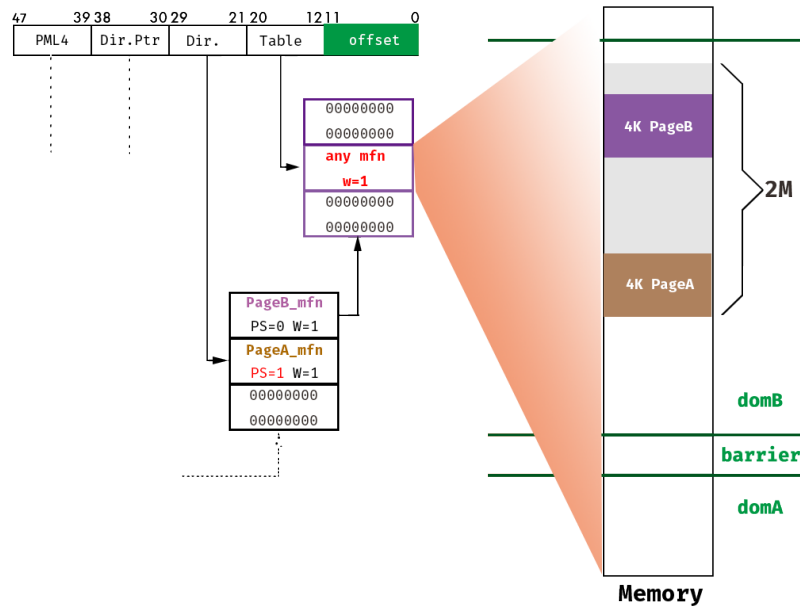 47 39 38 30 29 21 20 12 11 0
PML4 Dir.Ptr Dir. Table offset
00000000
00000000
any mfn
w=1
00000000
00000000
PageB_mfn
PS=0 W=1
PageA_mfn
PS=1 W=1
00000000
00000000
4K PageB
2M
4K PageA
domB
barrier
domA
Memory